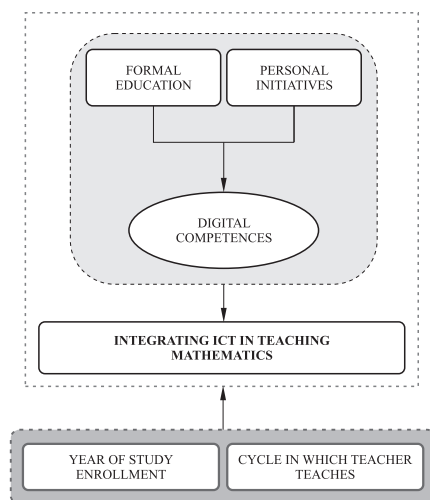 FORMAL
EDUCATION
PERSONAL
INITIATIVES
DIGITAL
COMPETENCES
INTEGRATING ICT IN TEACHING
MATHEMATICS
YEAR OF STUDY
ENROLLMENT
CYCLE IN WHICH TEACHER
TEACHES